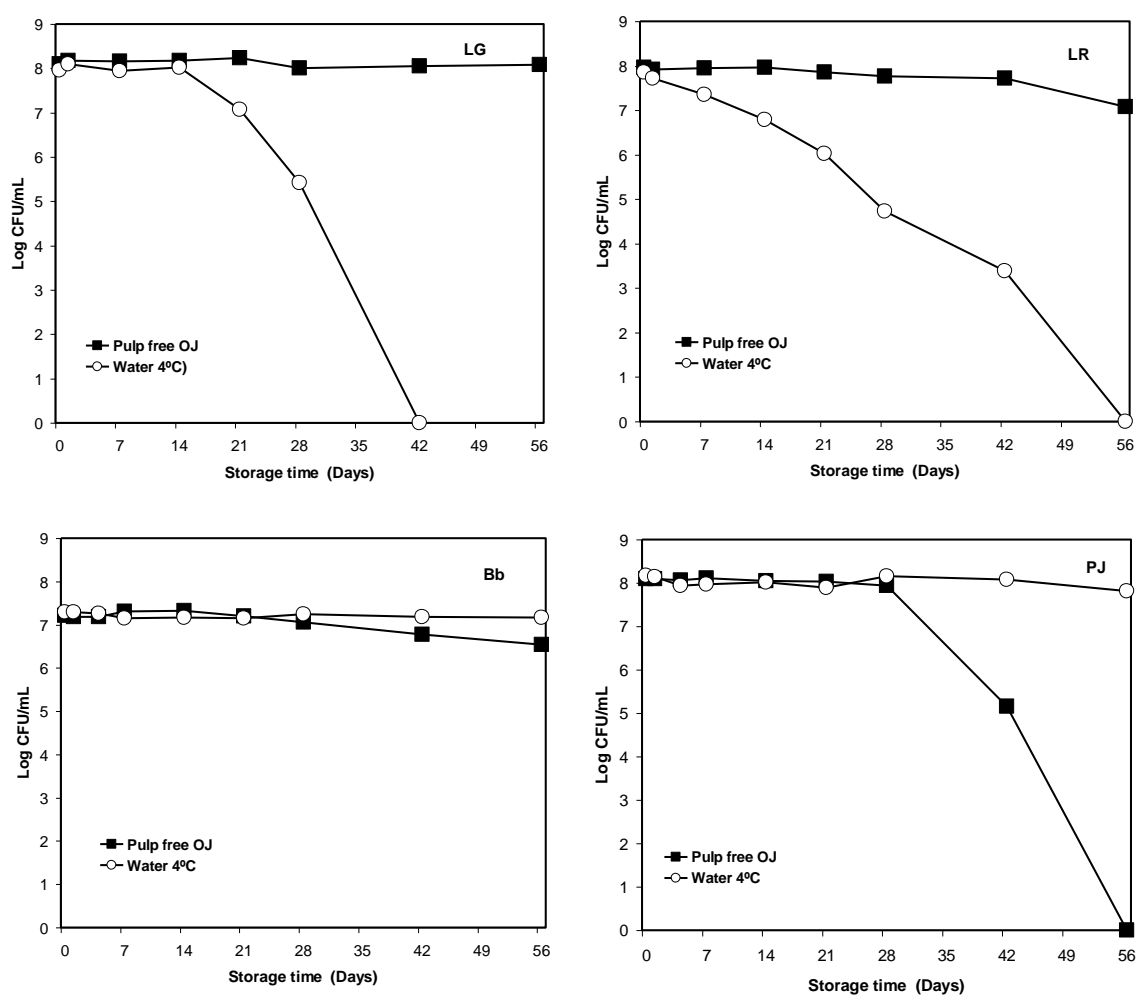 LG
9
8
7
6
5
4
3
2
1
0
Log CFU/mL
Pulp free OJ
Water 4ºC)
0 7 14 21 28 35 42 49 56
Storage time (Days)
LR
9
8
7
6
5
4
3
2
1
0
Log CFU/mL
Pulp free OJ
Water 4ºC
0 7 14 21 28 35 42 49 56
Storage time (Days)
Bb
9
8
7
6
5
4
3
2
1
0
Log CFU/mL
Pulp free OJ
Water 4ºC
0 7 14 21 28 35 42 49 56
Storage time (Days)
PJ
9
8
7
6
5
4
3
2
1
0
Log CFU/mL
Pulp free OJ
Water 4ºC
0 7 14 21 28 35 42 49 56
Storage time (Days)